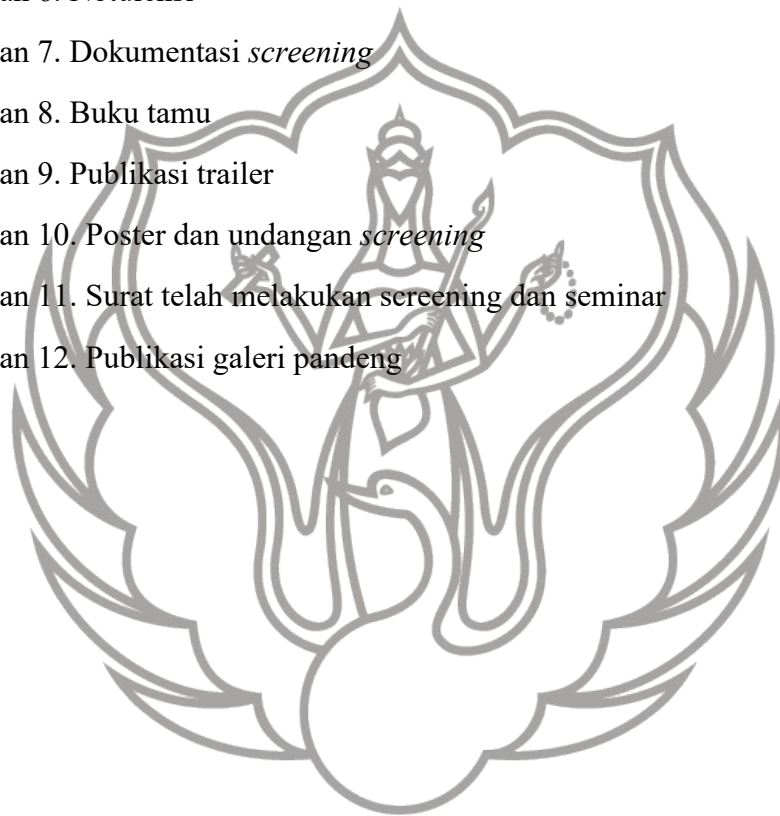 an 7. Dokumentasi screening
an 8. Buku tamu
an 9. Publikasi trailer
an 10. Poster dan undangan screening
an 11. Surat telah melakukan screening dan seminar
an 12. Publikasi galeri pandeng